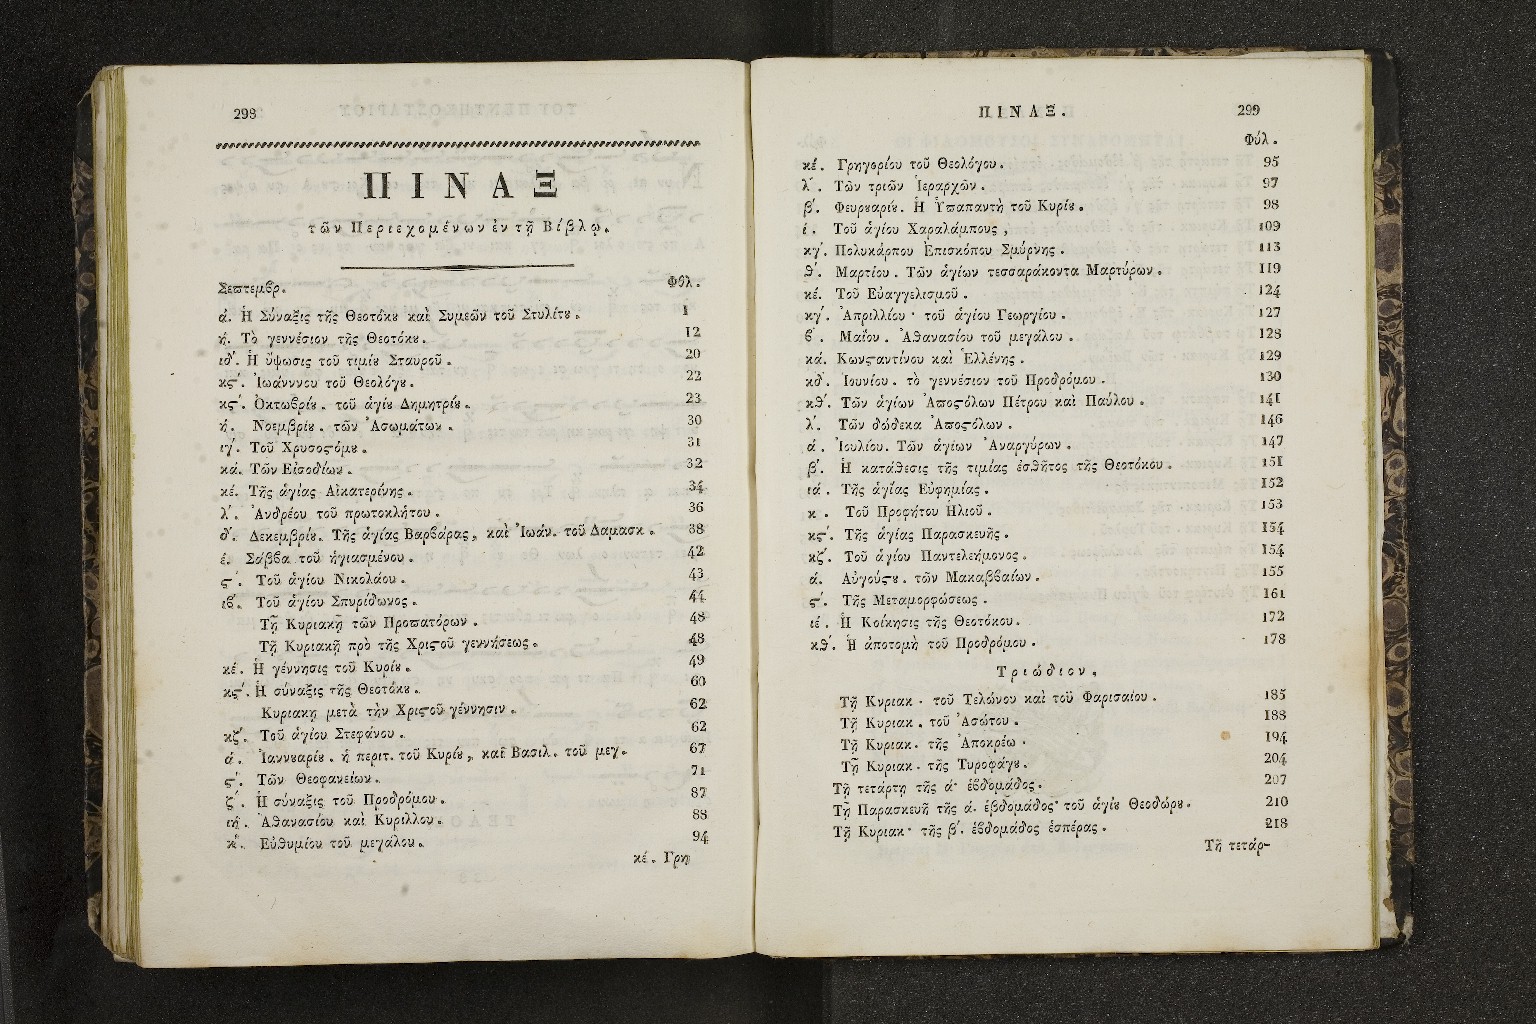 298
ΠΙΝΑΞ
τῶν Περιεχομένων ἐν τῇ Βίβλῳ.
Σεπτεμβρ. Φύλ.
ά. Ἡ Σύναξις τῆς Θεοτόκȣ καὶ Συμεῶν τοῦ Στυλίτȣ. 1
ή. Τὸ γεννέσιον τῆς Θεοτόκȣ. 12
ιδ΄. Ἡ ὕψωσις τοῦ τιμίȣ Σταυροῦ. 20
κϛ΄. Ἰωάνννου τοῦ Θεολόγȣ. 22
κϛ΄. Ὀκτωβρίȣ. τοῦ ἁγίȣ Δημητρίȣ. 23
ή. Νοεμβρίȣ. τῶν Ἀσωμάτων. 30
ιγ΄. Τοῦ Χρυσοϛόμȣ. 31
κά. Τῶν Εἰσοδίων. 32
κέ. Τῆς ἁγίας Αἰκατερίνης. 34
λ΄. Ἀνδρέου τοῦ πρωτοκλήτου. 36
δ΄. Δεκεμβρίȣ. Τῆς ἁγίας Βαρβάρας, καὶ Ἰωάν. τοῦ Δαμασκ. 38
έ. Σάββα τοῦ ἡγιασμένου. 42
ϛ΄. Τοῦ ἁγίου Νικολάου. 43
ιβ΄. Τοῦ ἁγίου Σπυρίδωνος. 44
Τῇ Κυριακῇ τῶν Προπατόρων. 48
Τῇ Κυριακῇ πρὸ τῆς Χριϛοῦ γεννήσεως. 48
κέ. Ἡ γέννησις τοῦ Κυρίȣ. 49
κϛ΄. Ἡ σύναξις τῆς Θεοτόκȣ. 60
Κυριακῃ μετὰ τὴν Χριϛοῦ γέννησιν. 62
κζ΄. Τοῦ ἁγίου Στεφάνου. 62
ά. Ἰαννȣαρίȣ. ἡ περιτ. τοῦ Κυρίȣ, καὶ Βασιλ. τοῦ μεγ. 67
ϛ΄. Τῶν Θεοφανείων. 71
ζ΄. Ἡ σύναξις τοῦ Προδρόμου. 87
ιή. Ἀθανασίου καὶ Κυρίλλου. 88
κ΄. Εὐθυμίου τοῦ μεγάλου. 94
κέ. Γρη
ΠΙΝΑΞ. 299
Φύλ.
κέ. Γρηγορίου τοῦ Θεολόγου. 95
λ΄. Τῶν τριῶν Ἱεραρχῶν. 97
β΄. Φευρȣαρίȣ. Ἡ Ὑπαπαντὴ τοῦ Κυρίȣ. 98
ί. Τοῦ ἁγίου Χαραλάμπους, 109
κγ΄. Πολυκάρπου Ἐπισκόπου Σμύρνης. 113
θ΄. Μαρτίου. Τῶν ἁγίων τεσσαράκοντα Μαρτύρων. 119
κέ. Τοῦ Εὐαγγελισμοῦ. 124
κγ΄. Ἀπριλλίου· τοῦ ἁγίου Γεωργίου. 127
β΄. Μαΐου. Ἀθανασίου τοῦ μεγάλου. 128
κά. Κωνϛαντίνου καὶ Ἑλλένης. 129
κδ΄. Ἰουνίου. τὸ γεννέσιον τοῦ Προδρόμου. 130
κθ΄. Τῶν ἁγίων Ἀποϛόλων Πέτρου καὶ Παύλου. 141
λ΄. Τῶν δώδεκα Ἀποϛόλων. 146
ά. Ἰουλίου. Τῶν ἁγίων Ἀναργύρων. 147
β΄. Ἡ κατάθεσις τῆς τιμίας ἐσθῆτος τῆς Θεοτόκου. 151
ιά. Τῆς ἁγίας Εὐφημίας. 152
κ. Τοῦ Προφήτου Ἠλιοῦ. 153
κϛ΄. Τῆς ἁγίας Παρασκευῆς. 154
κζ΄. Τοῦ ἁγίου Παντελεήμονος. 154
ά. Αὐγούϛȣ. τῶν Μακαββαίων. 155
ϛ΄. Τῆς Μεταμορφώσεως. 161
ιέ. Ἡ Κοίκησις τῆς Θεοτόκου. 172
κθ΄. Ἡ ἀποτομὴ τοῦ Προδρόμου. 178
Τριώδιον.
Τῇ Κυριακ. τοῦ Τελώνου καὶ τοῦ Φαρισαίου. 185
Τῇ Κυριακ. τοῦ Ἀσώτου. 188
Τῇ Κυριακ. τῆς Ἀποκρέω. 194
Τῇ Κυριακ. τῆς Τυροφάγȣ. 204
Τῇ τετάρτῃ τῆς ά· ἑβδομάδος. 207
Τῇ Παρασκευῇ τῆς ά. ἑβδομάδος· τοῦ ἁγίȣ Θεοδώρȣ. 210
Τῇ Κυριακ· τῆς β΄. ἑβδομάδος ἑσπέρας. 218
Τῇ τετάρ-